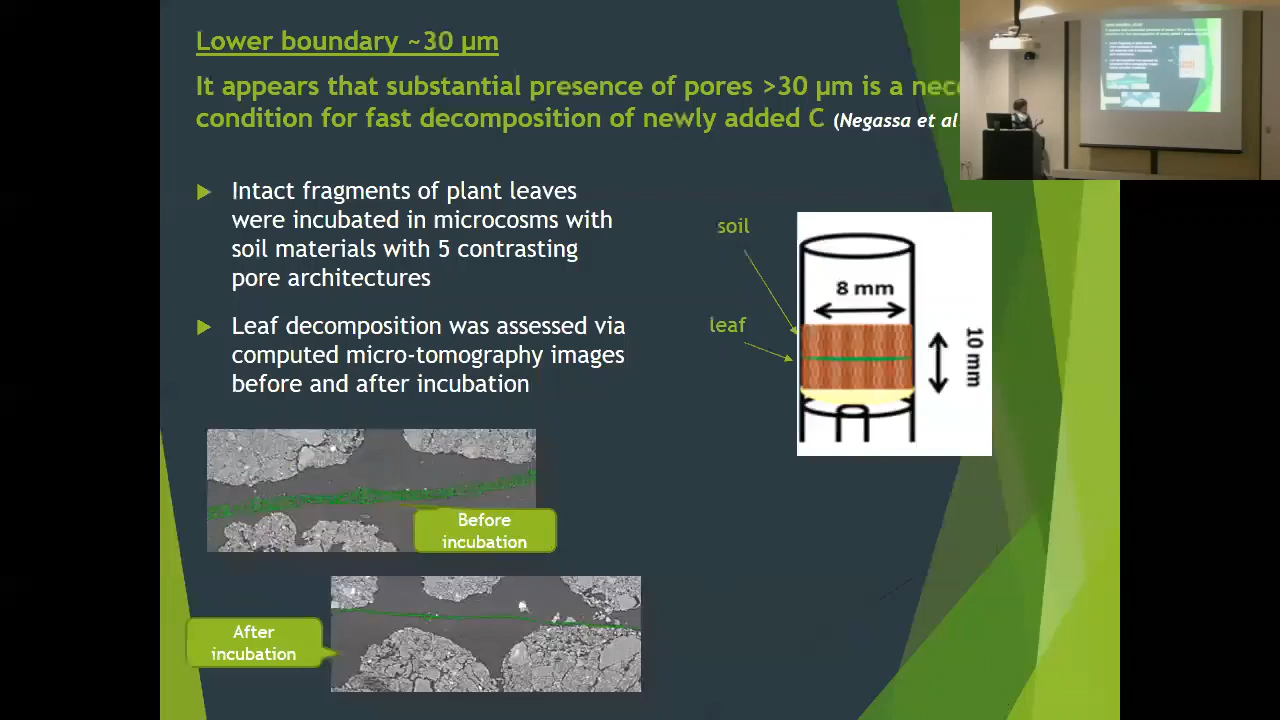 Lower boundary ~30 µm
It appears that substantial presence of pores >30 µm is a
condition for fast decomposition of newly added C (Negassa et al
Intact fragments of plant leaves
were incubated in microcosms with
soil materials with 5 contrasting
pore architectures
Leaf decomposition was assessed via
computed micro-tomography images
before and after incubation
soil
leaf
8 mm
10 mm
Before
incubation
After
incubation